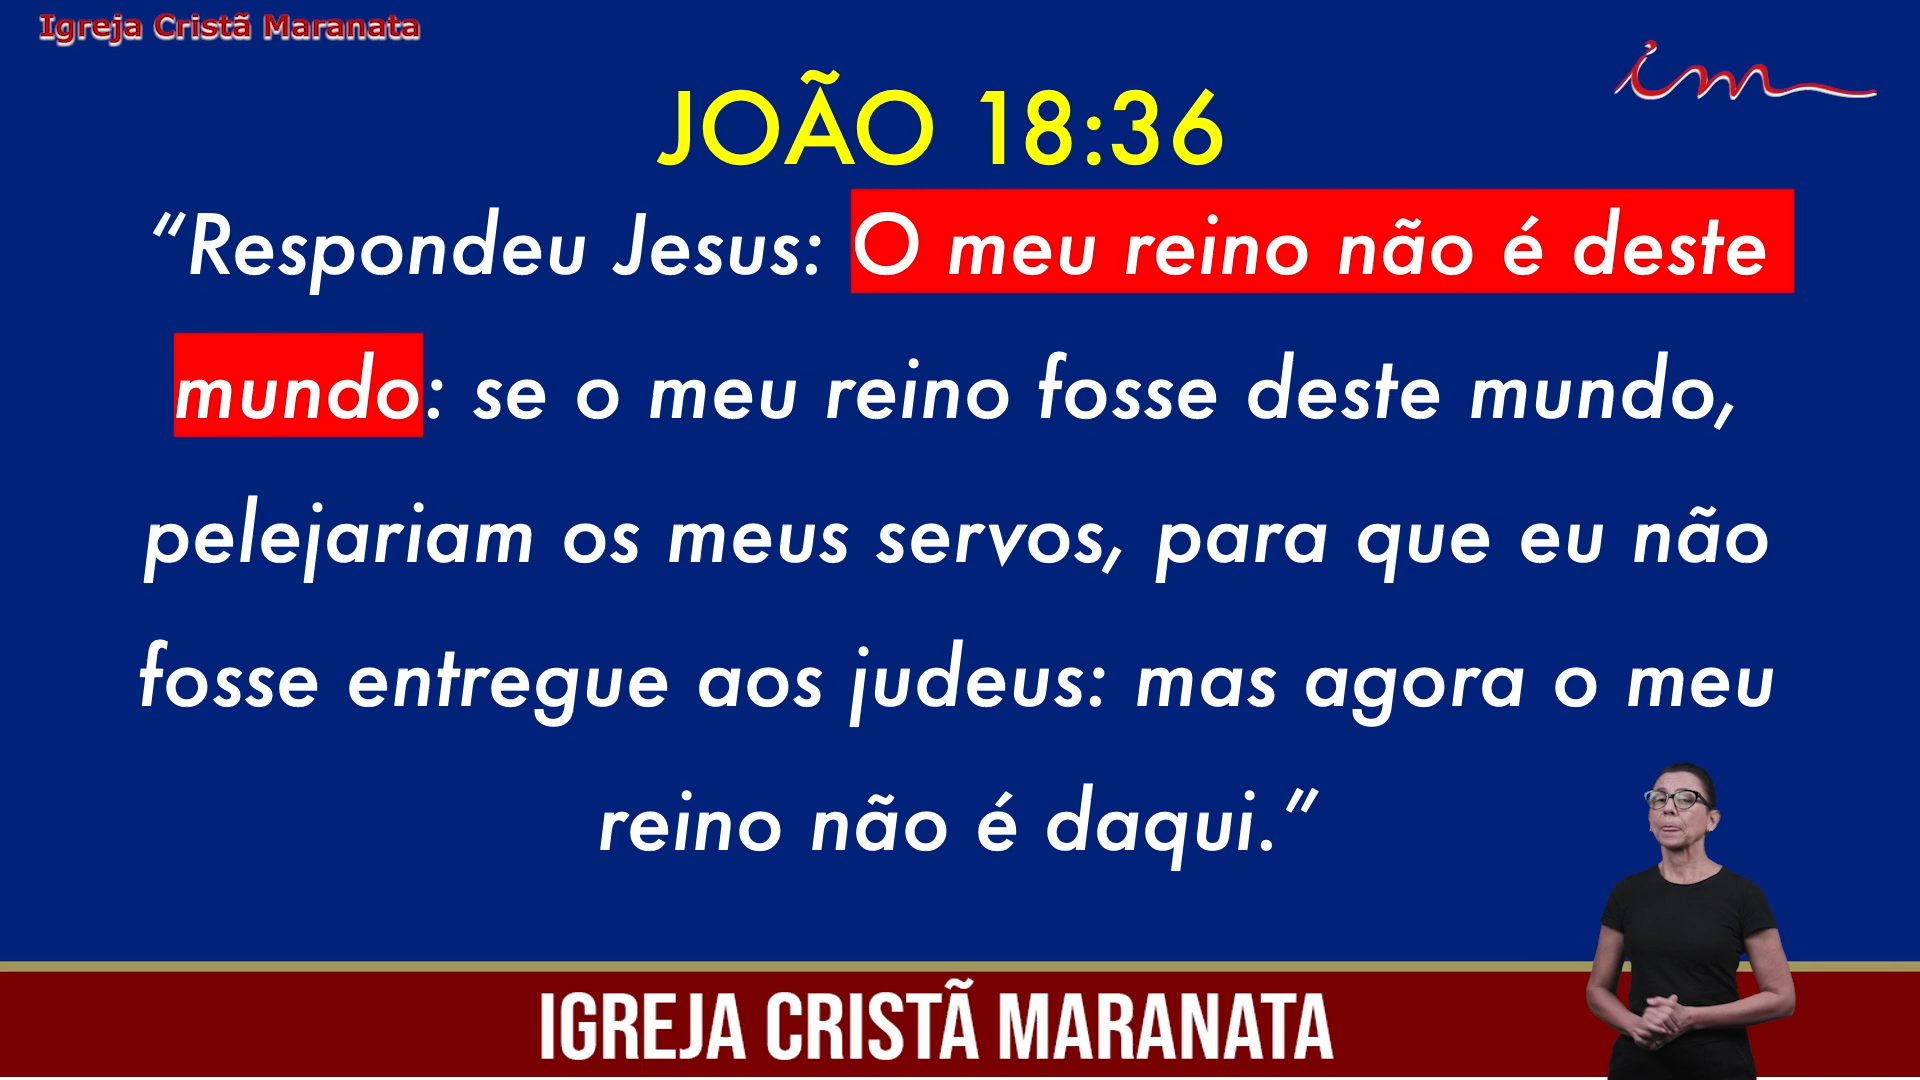 Igreja Cristã Maranata
im
JOÃO 18:36
“Respondeu Jesus: O meu reino não é deste
mundo: se o meu reino fosse deste mundo,
pelejariam os meus servos, para que eu não
fosse entregue aos judeus: mas agora o meu
reino não é daqui.”
IGREJA CRISTÃ MARANATA